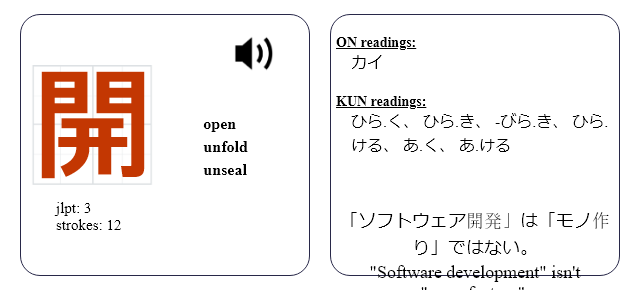 開
open
unfold
unseal
jlpt: 3
strokes: 12
ON readings:
カイ
KUN readings:
ひら.く、 ひら.き、 -びら.き、 ひら.
ける、 あ.く、 あ.ける
「ソフトウェア開発」は「モノ作
り」ではない。
"Software development" isn't